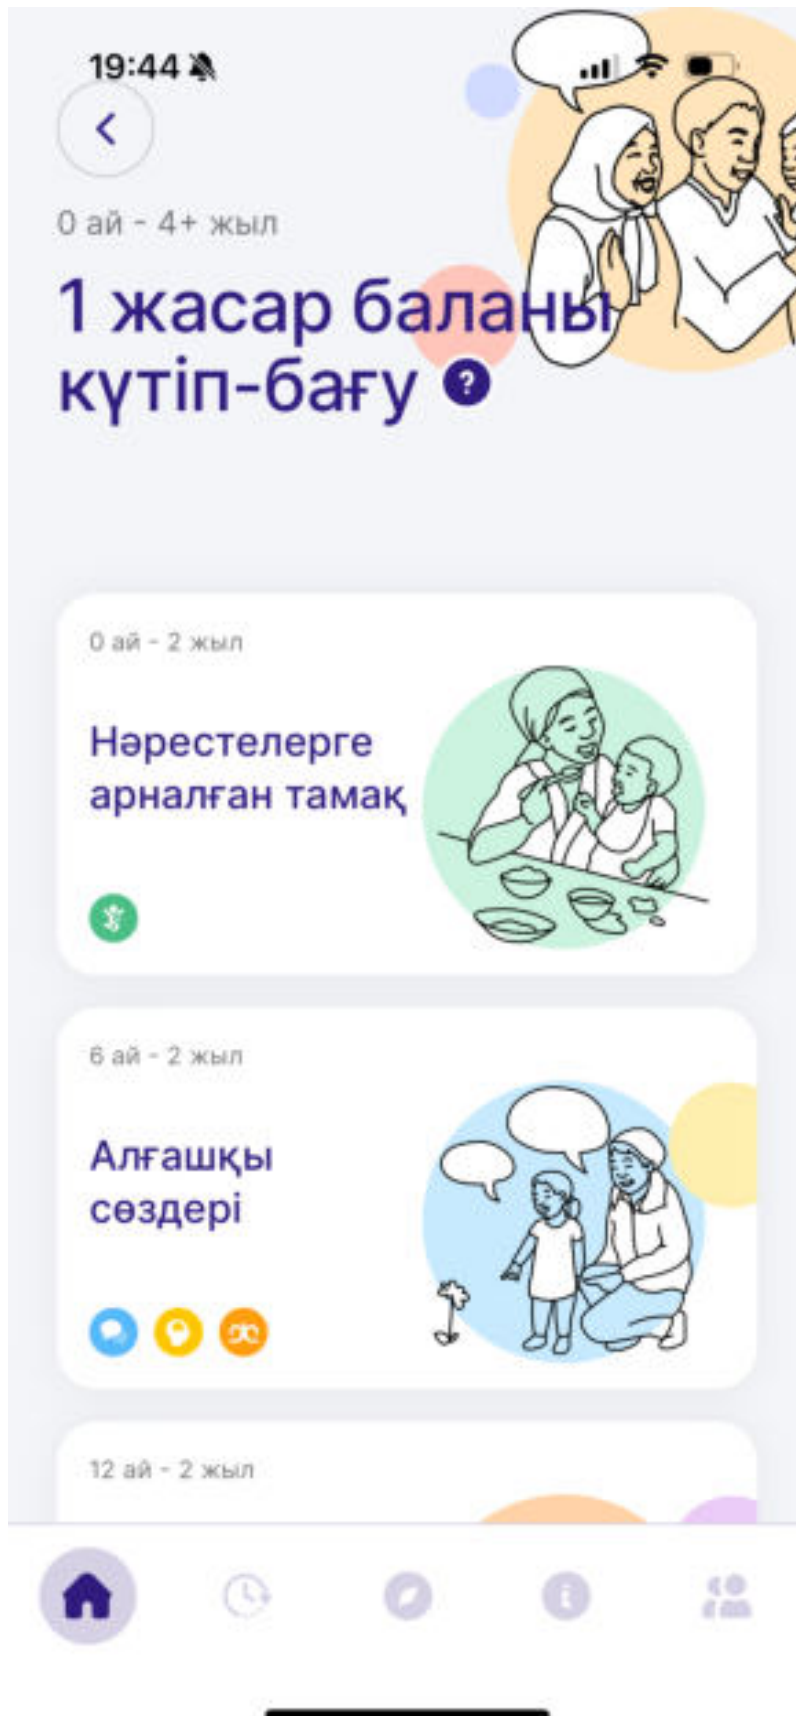 19:44
0 ай - 4+ жыл
1 жасар баланы
күтіп-бағу ?
0 ай - 2 жыл
Нәрестелерге
арналған тамақ
6 ай - 2 жыл
Алғашқы
сөздері
12 ай - 2 жыл